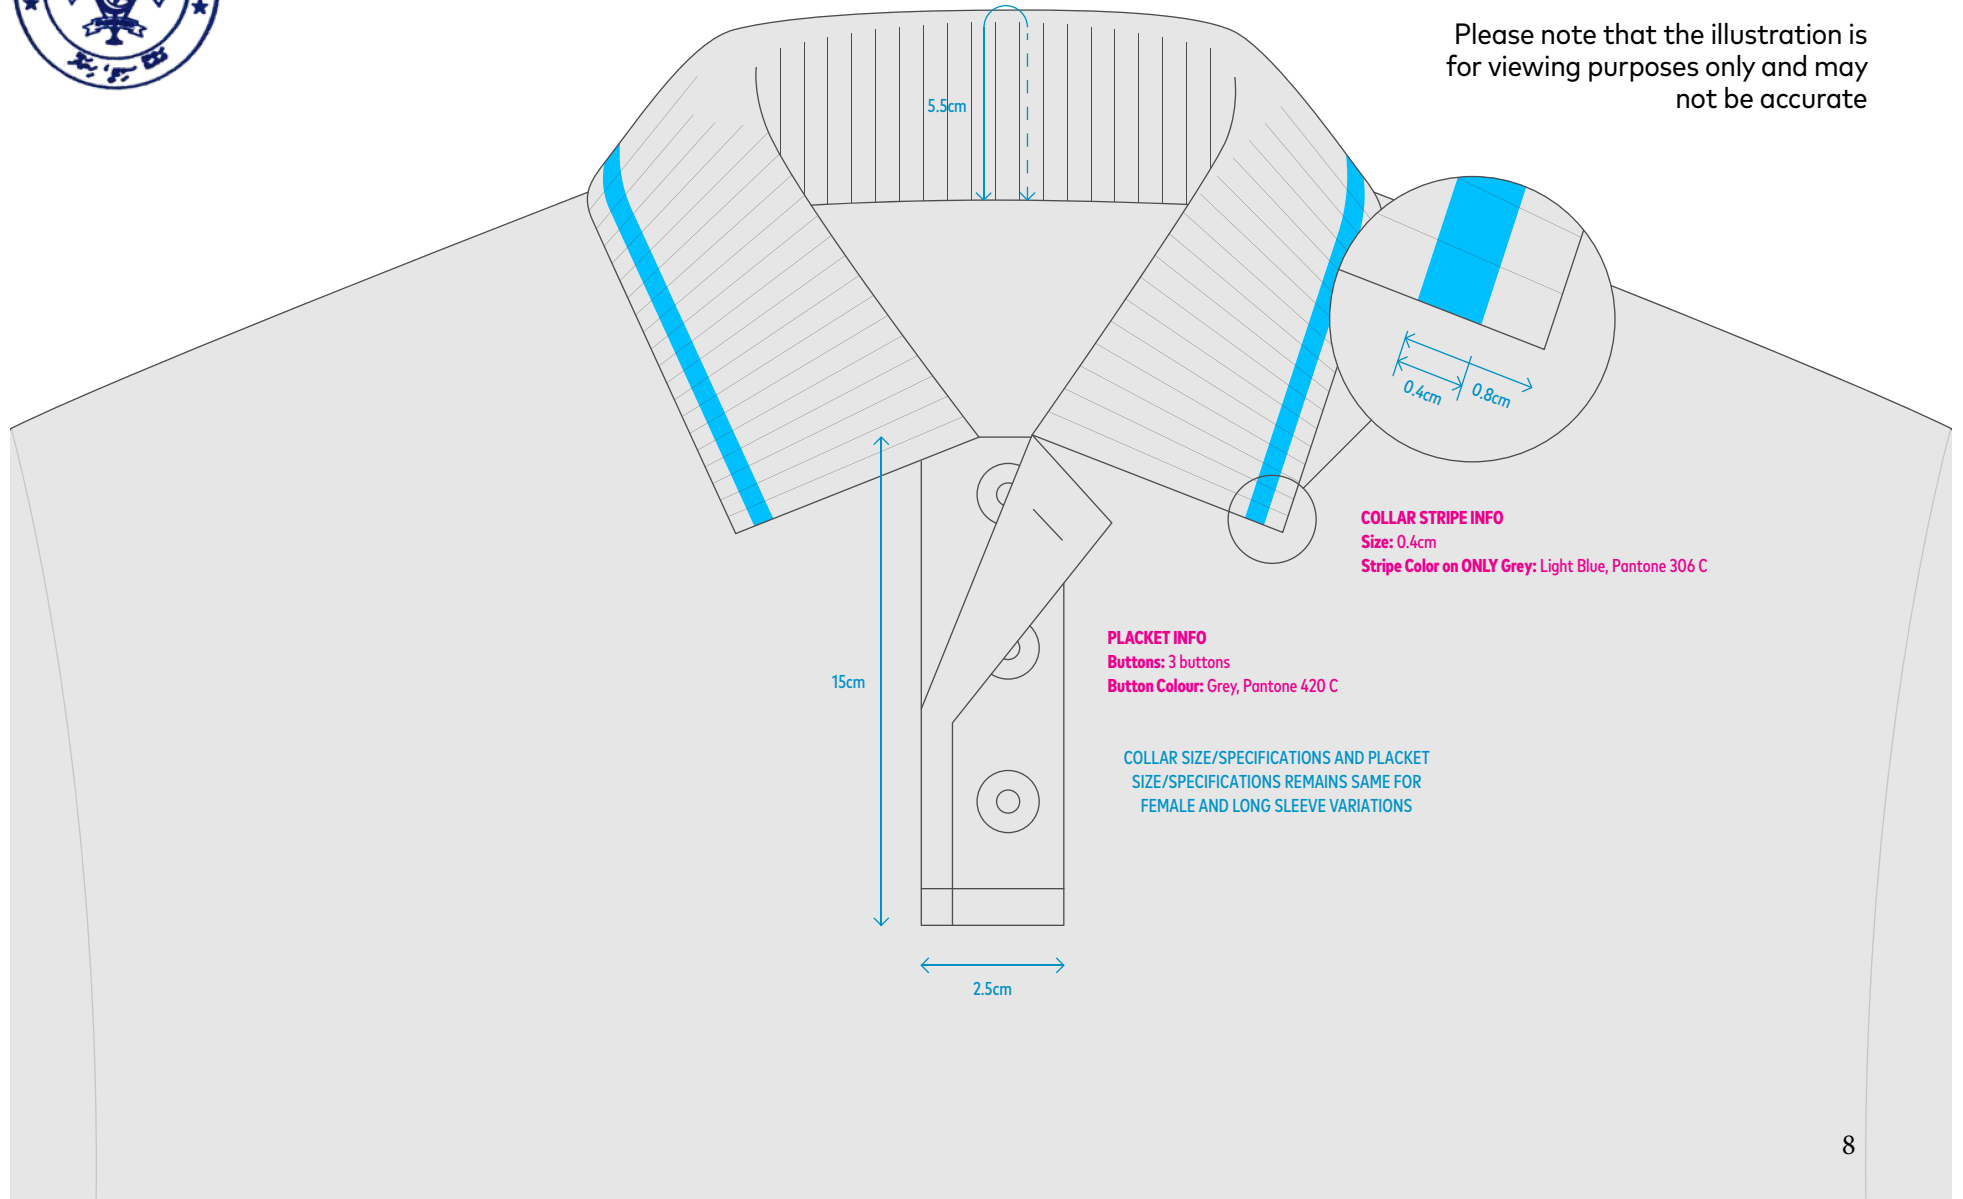 Please note that the illustration is
for viewing purposes only and may
not be accurate
5.5cm
0.4cm
0.8cm
COLLAR STRIPE INFO
Size: 0.4cm
Stripe Color on ONLY Grey: Light Blue, Pantone 306 C
PLACKET INFO
Buttons: 3 buttons
Button Colour: Grey, Pantone 420 C
15cm
COLLAR SIZE/SPECIFICATIONS AND PLACKET
SIZE/SPECIFICATIONS REMAINS SAME FOR
FEMALE AND LONG SLEEVE VARIATIONS
2.5cm
8